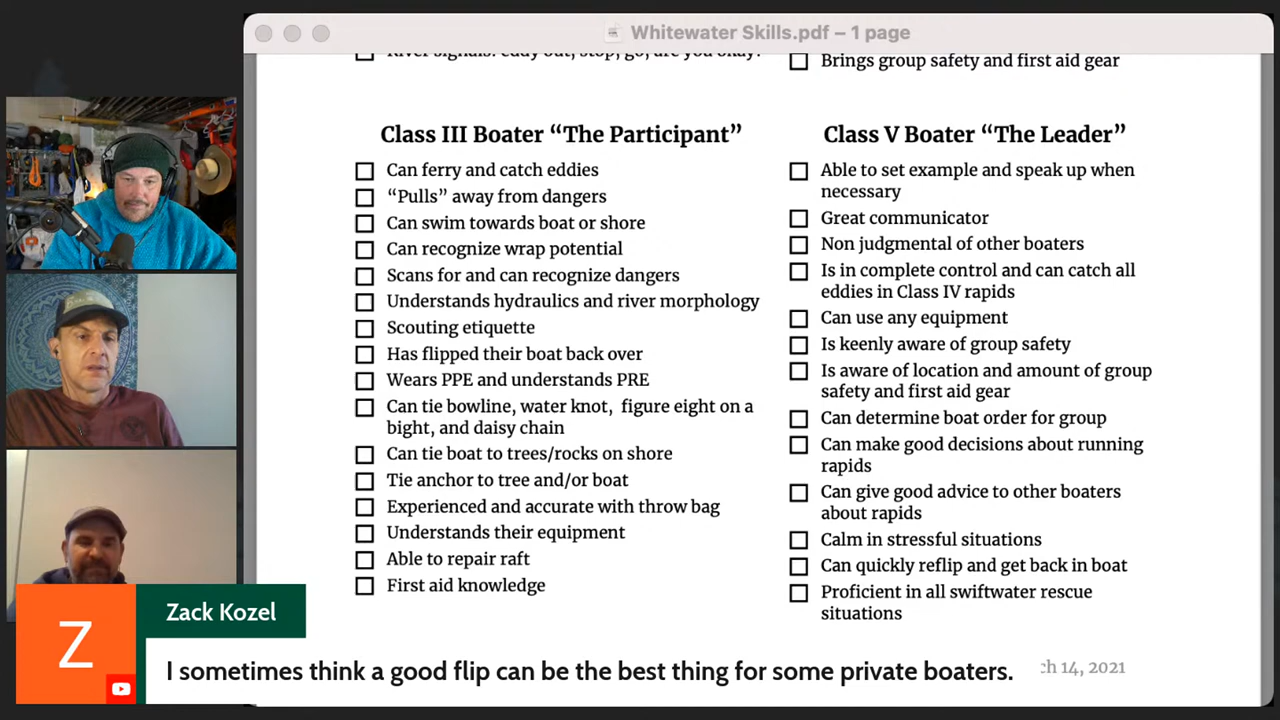 Whitewater Skills.pdf – 1 page
River signals: eddy out, stop, go, are you okay?
Brings group safety and first aid gear
Class III Boater “The Participant”
Can ferry and catch eddies
“Pulls” away from dangers
Can swim towards boat or shore
Can recognize wrap potential
Scans for and can recognize dangers
Understands hydraulics and river morphology
Scouting etiquette
Has flipped their boat back over
Wears PPE and understands PRE
Can tie bowline, water knot, figure eight on a
bight, and daisy chain
Can tie boat to trees/rocks on shore
Tie anchor to tree and/or boat
Experienced and accurate with throw bag
Understands their equipment
Able to repair raft
First aid knowledge
Class V Boater “The Leader”
Able to set example and speak up when
necessary
Great communicator
Non judgmental of other boaters
Is in complete control and can catch all
eddies in Class IV rapids
Can use any equipment
Is keenly aware of group safety
Is aware of location and amount of group
safety and first aid gear
Can determine boat order for group
Can make good decisions about running
rapids
Can give good advice to other boaters
about rapids
Calm in stressful situations
Can quickly reflip and get back in boat
Proficient in all swiftwater rescue
situations
ch 14, 2021
Z
Zack Kozel
I sometimes think a good flip can be the best thing for some private boaters.